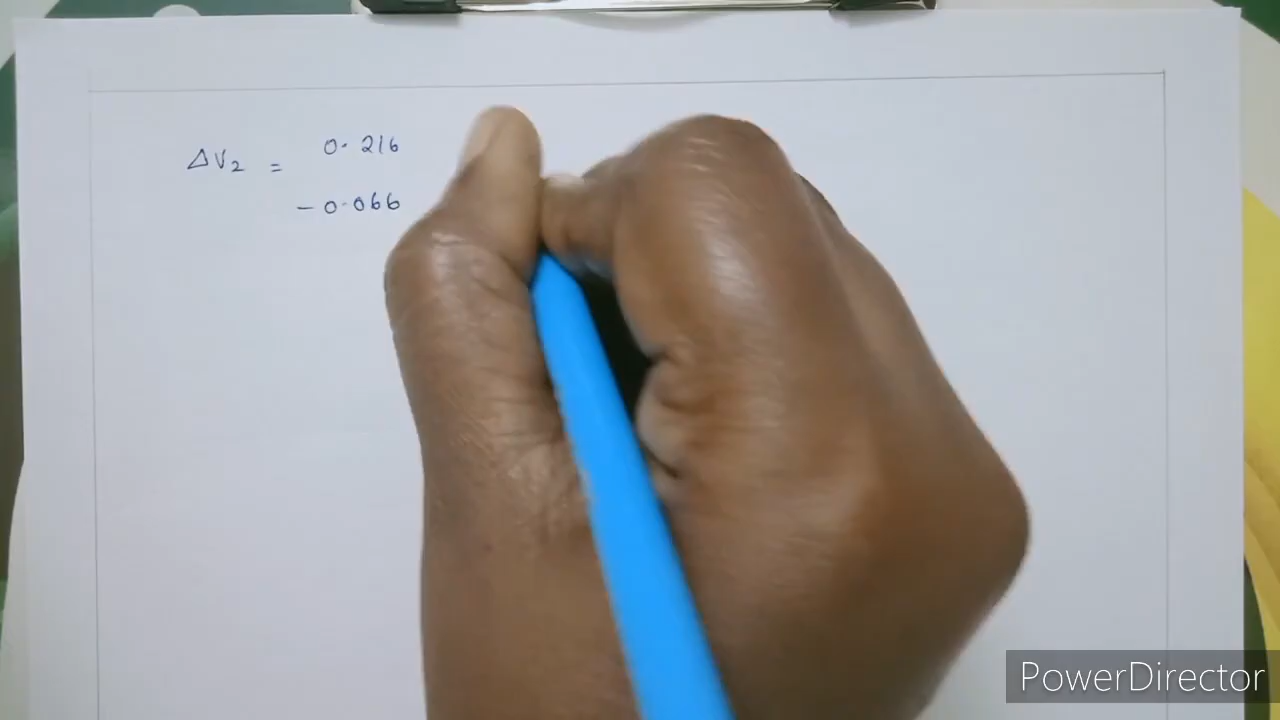 ΔV₂ = 0.216
-0.066
PowerDirector